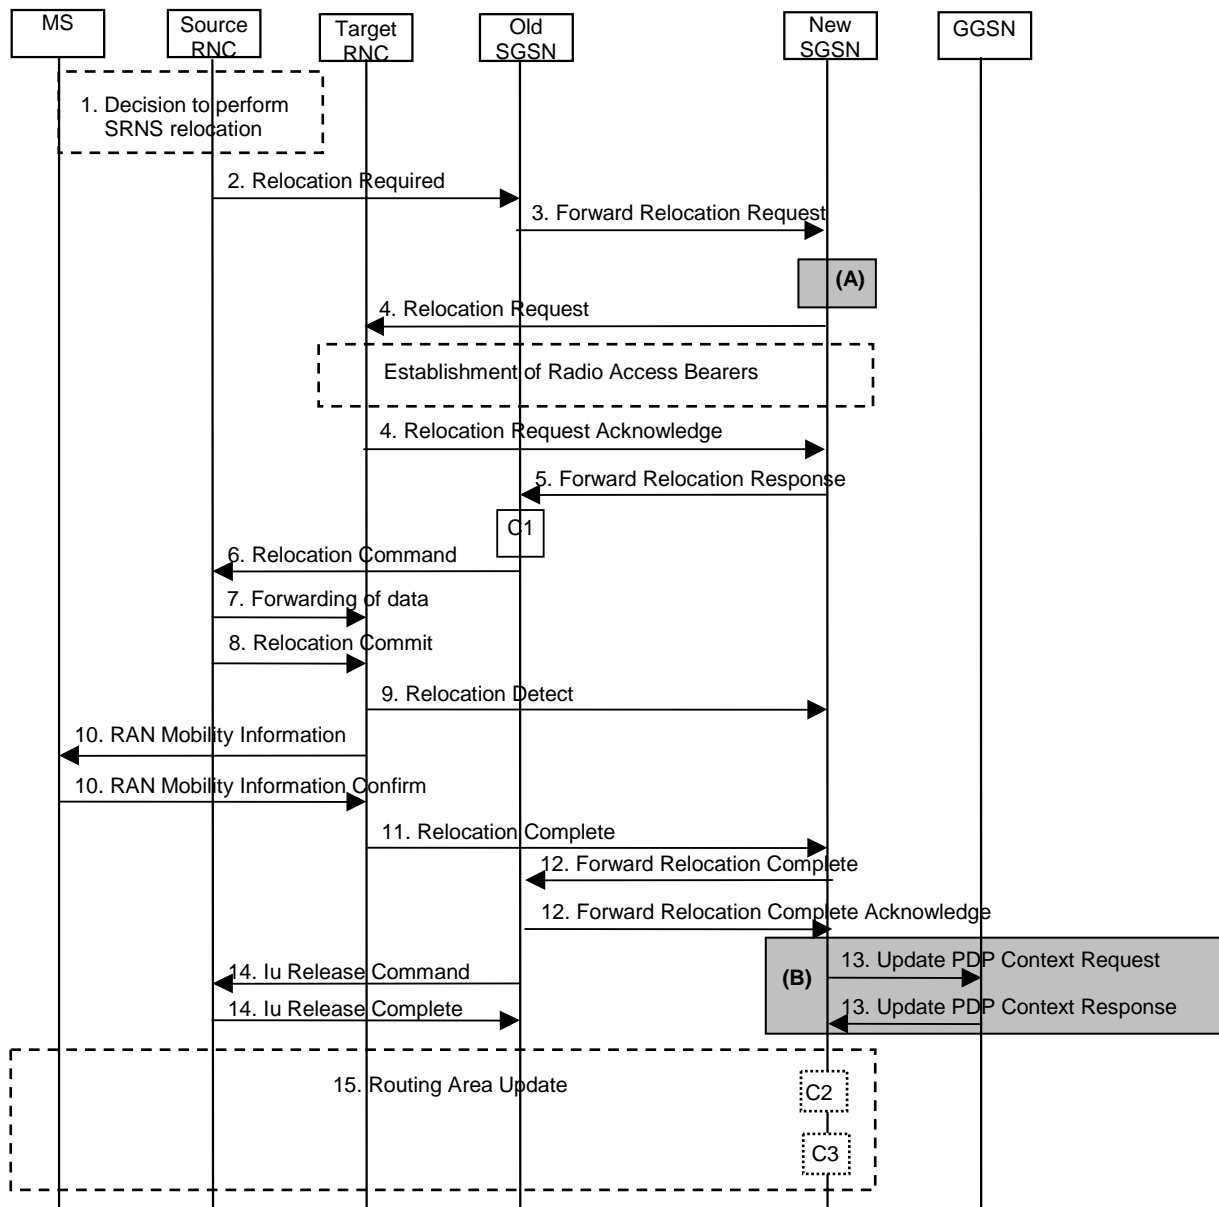 MS
Source
RNC
Target
RNC
Old
SGSN
New
SGSN
GGSN
1. Decision to perform
SRNS relocation
2. Relocation Required
3. Forward Relocation Request
(A)
4. Relocation Request
Establishment of Radio Access Bearers
4. Relocation Request Acknowledge
5. Forward Relocation Response
C1
6. Relocation Command
7. Forwarding of data
8. Relocation Commit
9. Relocation Detect
10. RAN Mobility Information
10. RAN Mobility Information Confirm
11. Relocation Complete
12. Forward Relocation Complete
12. Forward Relocation Complete Acknowledge
(B)
13. Update PDP Context Request
14. Iu Release Command
13. Update PDP Context Response
14. Iu Release Complete
15. Routing Area Update
C2
C3